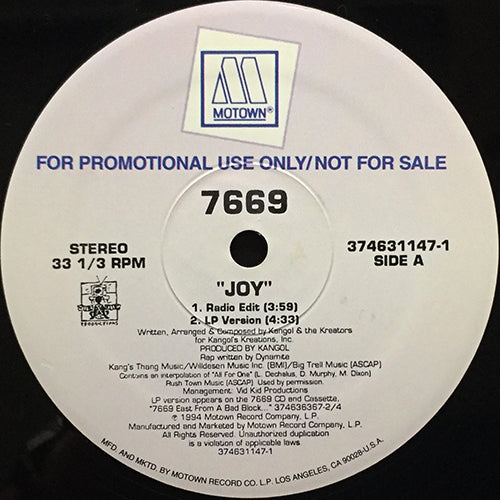 MOTOWN®
FOR PROMOTIONAL USE ONLY/NOT FOR SALE
7669
STEREO
33 1/3 RPM
374631147-1
SIDE A
"JOY"
1. Radio Edit (3:59)
2. LP Version (4:33)
Written, Arranged & Composed by Kangol & the Kreators
for Kangol's Kreations, Inc.
PRODUCED BY KANGOL
Rap written by Dynamite
Kang's Thang Music/Willdesen Music Inc. (BMI)/Big Trell Music (ASCAP)
Contains an interpolation of "All For One" (L. Dechalus, D. Murphy, M. Dixon)
Rush Town Music (ASCAP). Used by permission.
Management: Vid Kid Productions
LP version appears on the 7669 CD and Cassette,
"7669 East From A Bad Block..." 374636367-2/4
℗ 1994 Motown Record Company, L.P.
Manufactured and Marketed by Motown Record Company, L.P.
All Rights Reserved. Unauthorized duplication
is a violation of applicable laws.
374631147-1
MFD. AND MKTD. BY MOTOWN RECORD CO. L.P. LOS ANGELES, CA 90028-U.S.A.